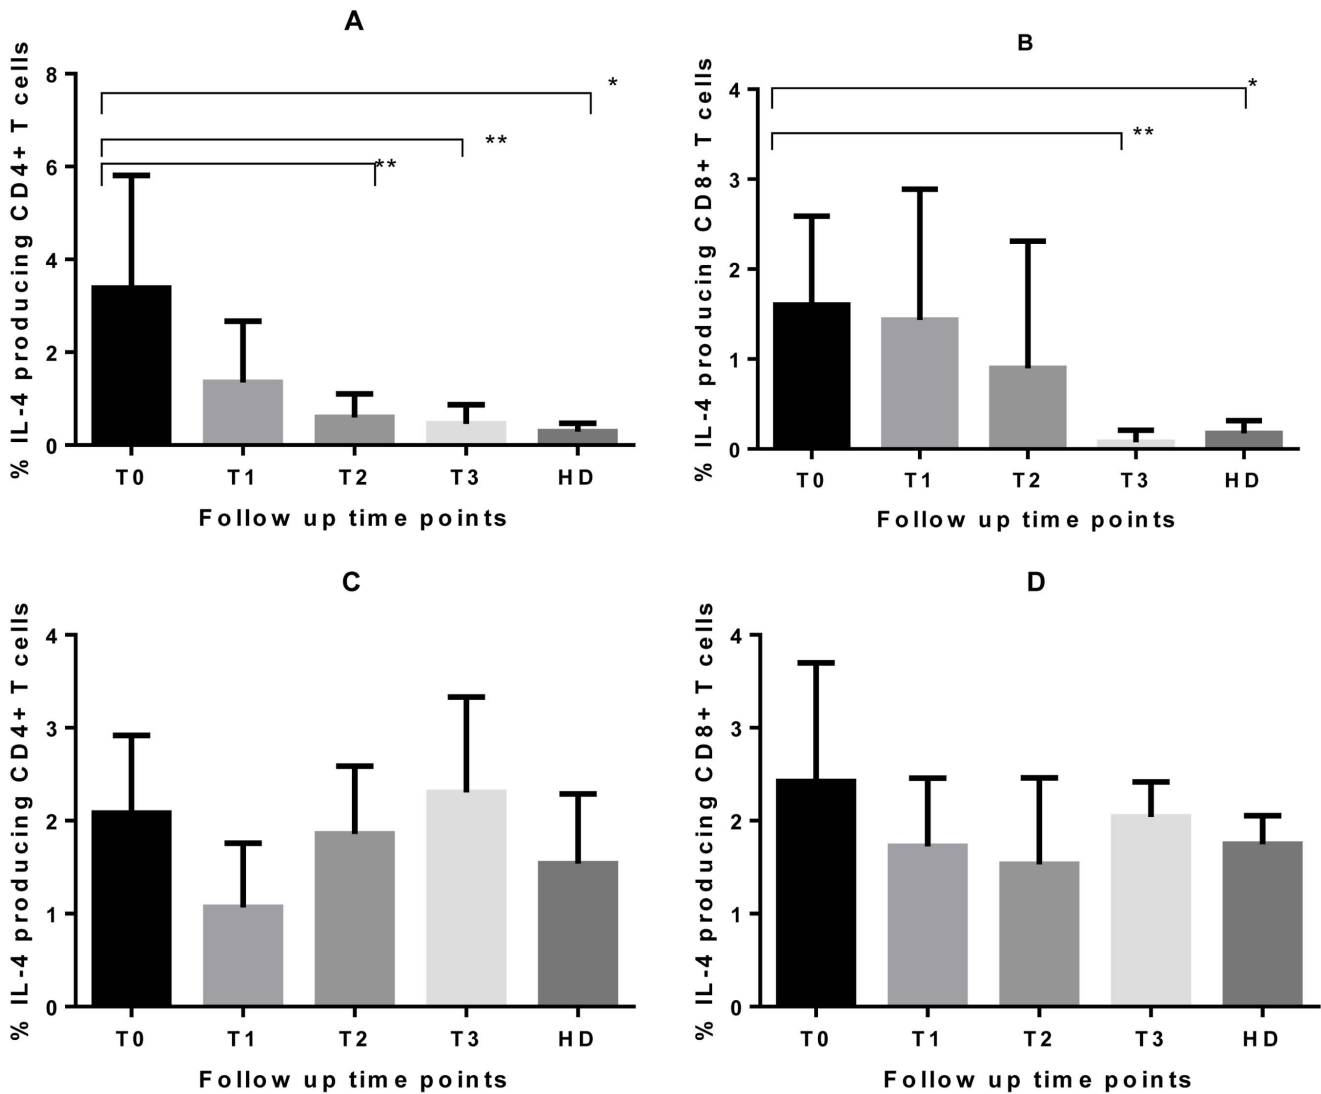 A
% IL-4 producing CD4+ T cells
8
6
4
2
0
*
**
**
T0 T1 T2 T3 HD
Follow up time points
B
% IL-4 producing CD8+ T cells
4
3
2
1
0
*
**
T0 T1 T2 T3 HD
Follow up time points
C
% IL-4 producing CD4+ T cells
4
3
2
1
0
T0 T1 T2 T3 HD
Follow up time points
D
% IL-4 producing CD8+ T cells
4
3
2
1
0
T0 T1 T2 T3 HD
Follow up time points